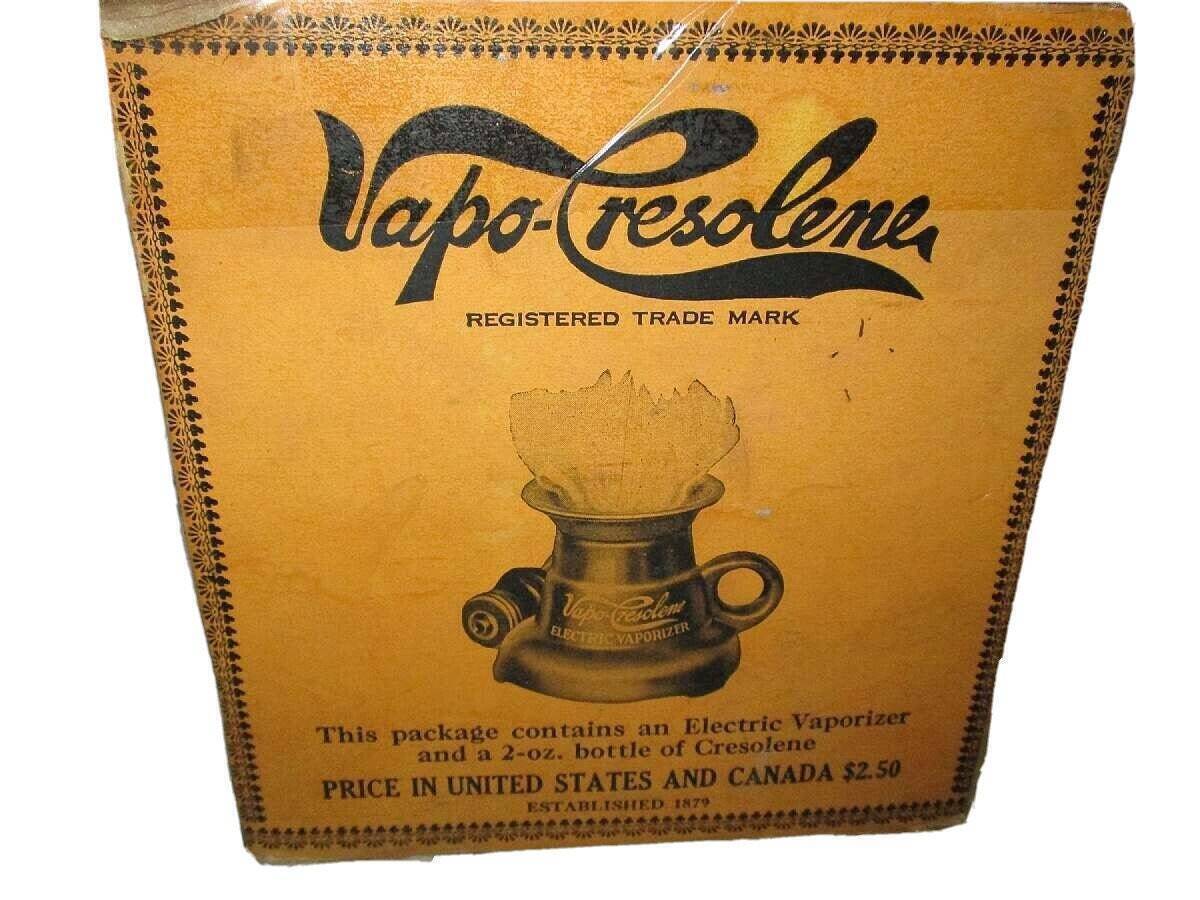 Vapo-Cresolene
REGISTERED TRADE MARK
Vapo-Cresolene
ELECTRIC VAPORIZER
This package contains an Electric Vaporizer
and a 2-oz. bottle of Cresolene
PRICE IN UNITED STATES AND CANADA $2.50
ESTABLISHED 1879